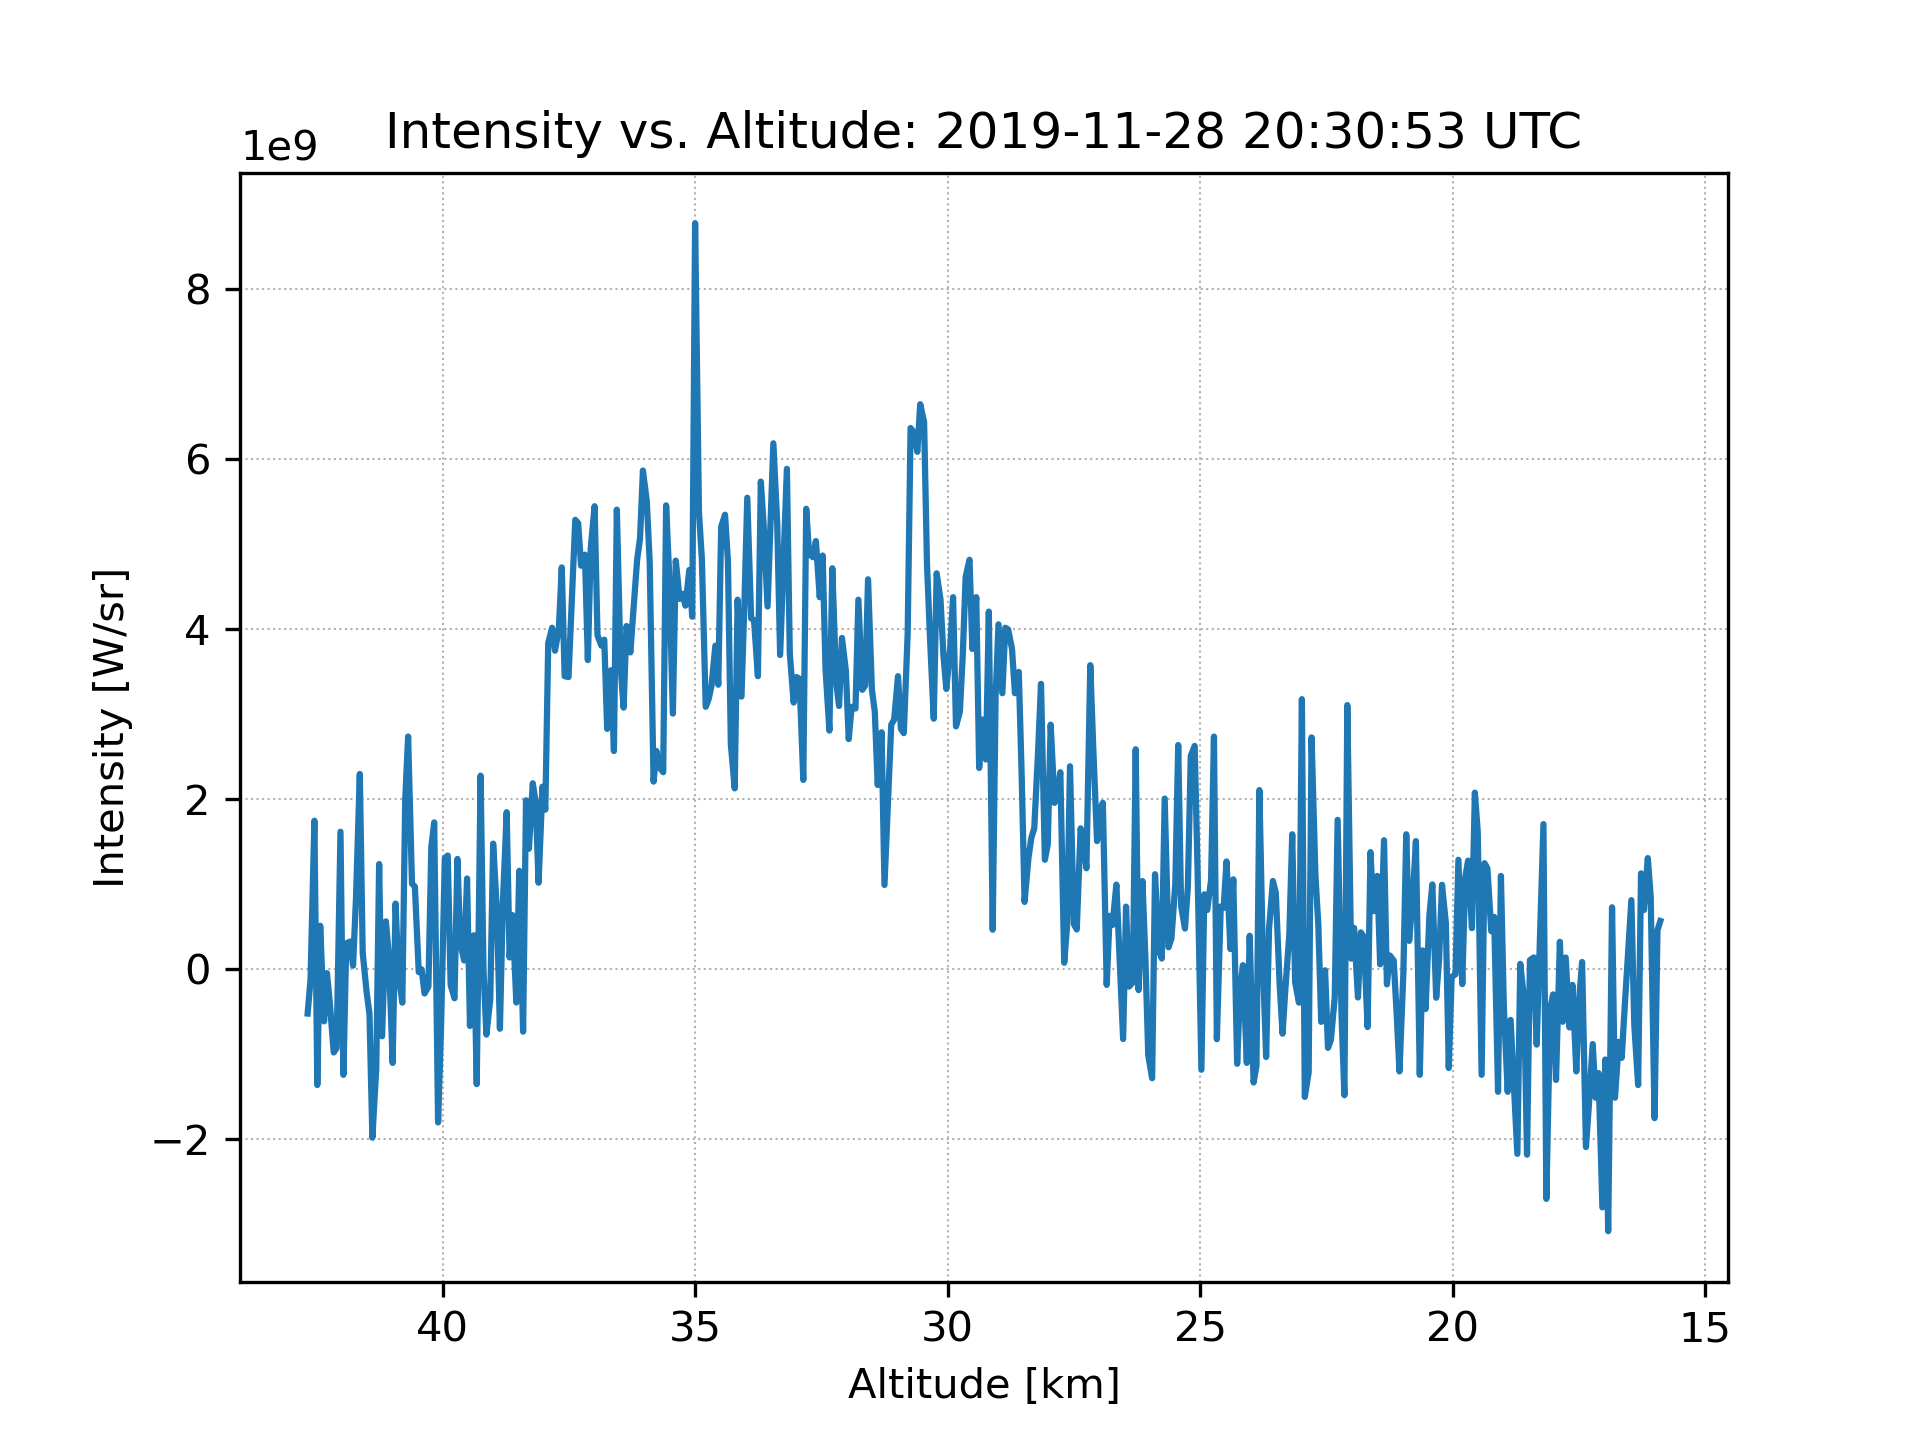 Intensity vs. Altitude: 2019-11-28 20:30:53 UTC
1e9
8
6
4
2
0
−2
Intensity [W/sr]
40 35 30 25 20 15
Altitude [km]